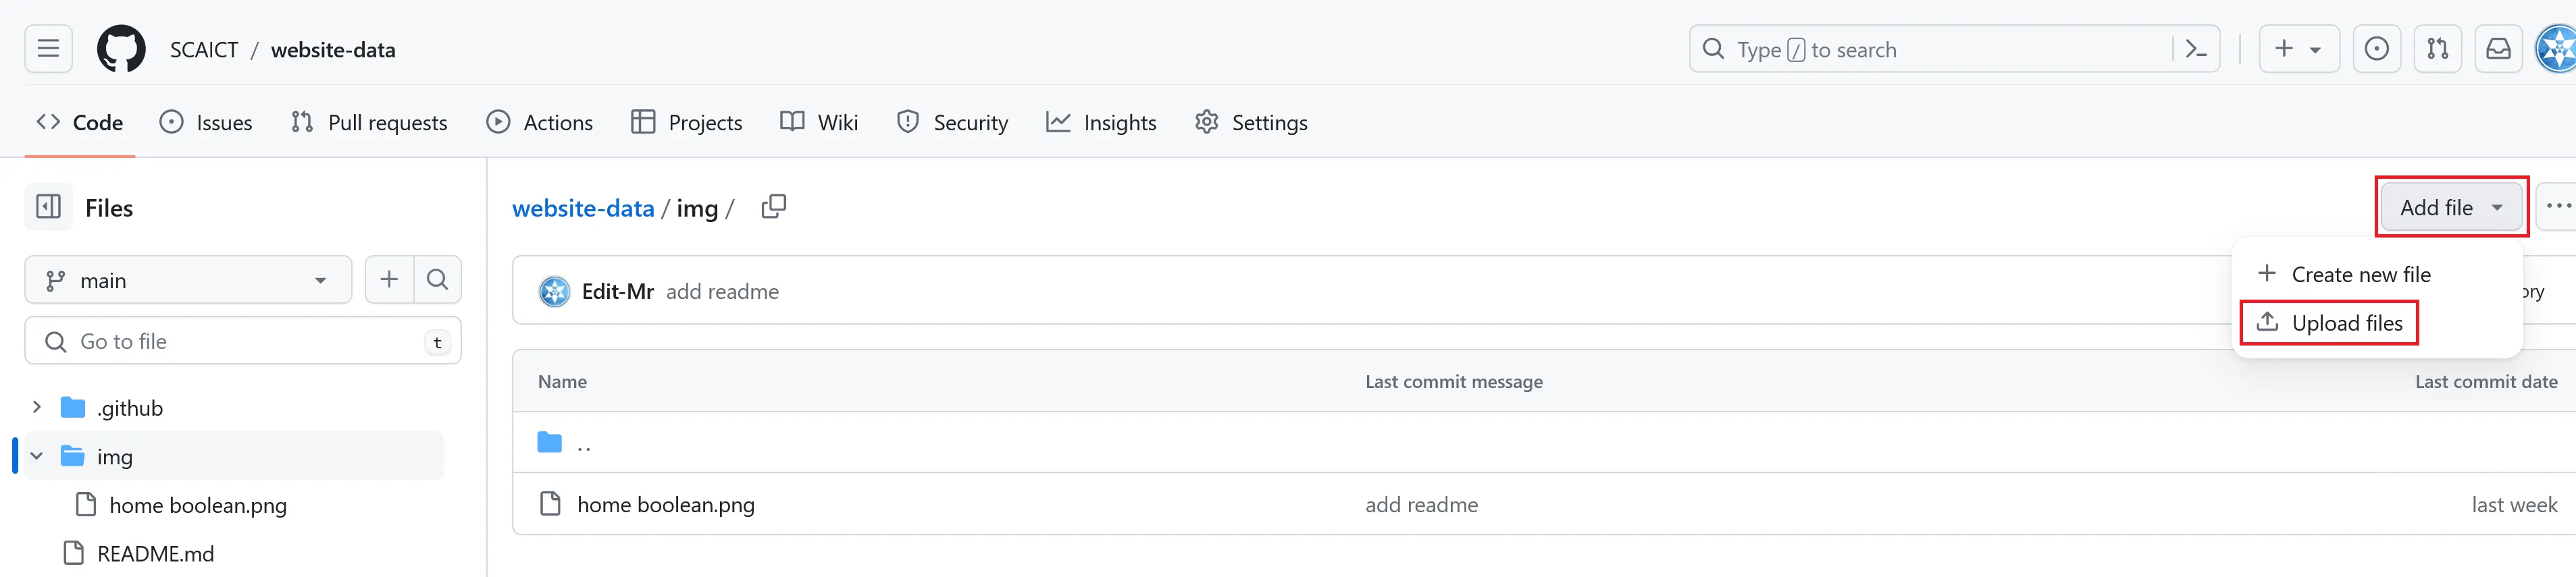 SCAICT / website-data
Type / to search
Code Issues Pull requests Actions Projects Wiki Security Insights Settings
Files
website-data / img /
Add file
main
Edit-Mr add readme
Create new file
Upload files
Go to file t
Name Last commit message Last commit date
.github
..
img
home boolean.png add readme last week
home boolean.png
README.md